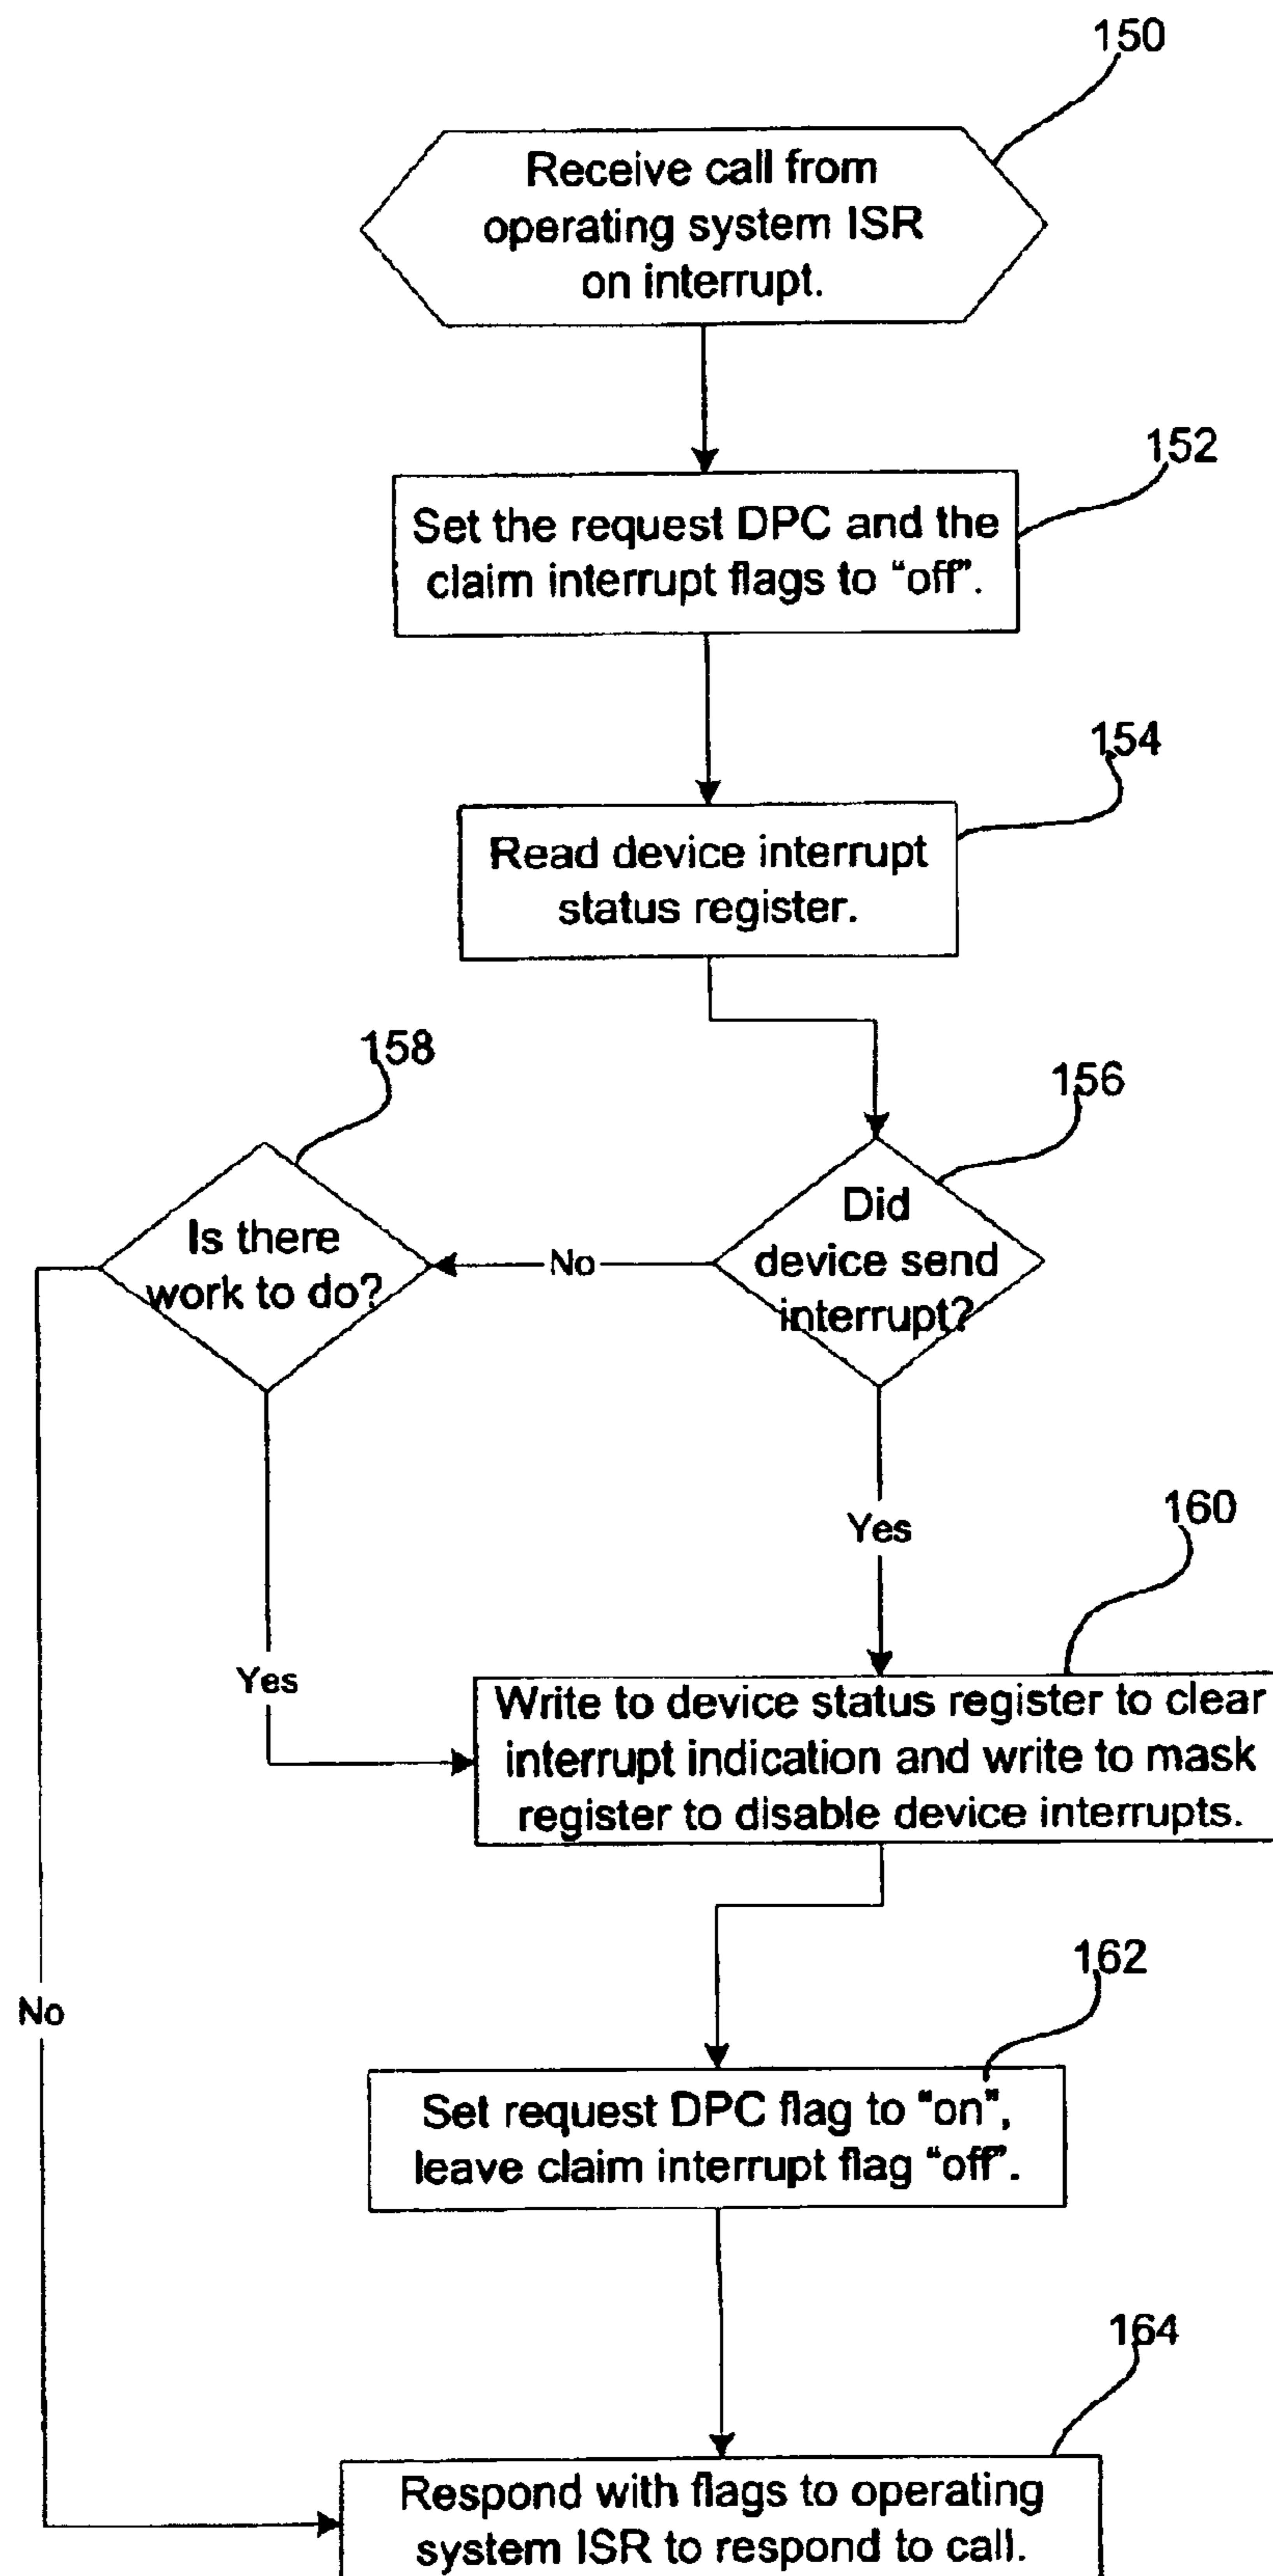 150
Receive call from
operating system ISR
on interrupt.
152
Set the request DPC and the
claim interrupt flags to “off”.
154
Read device interrupt
status register.
158
156
Is there
work to do?
No
Did
device send
interrupt?
Yes
160
Yes
Write to device status register to clear
interrupt indication and write to mask
register to disable device interrupts.
162
No
Set request DPC flag to “on”,
leave claim interrupt flag “off”.
164
Respond with flags to operating
system ISR to respond to call.